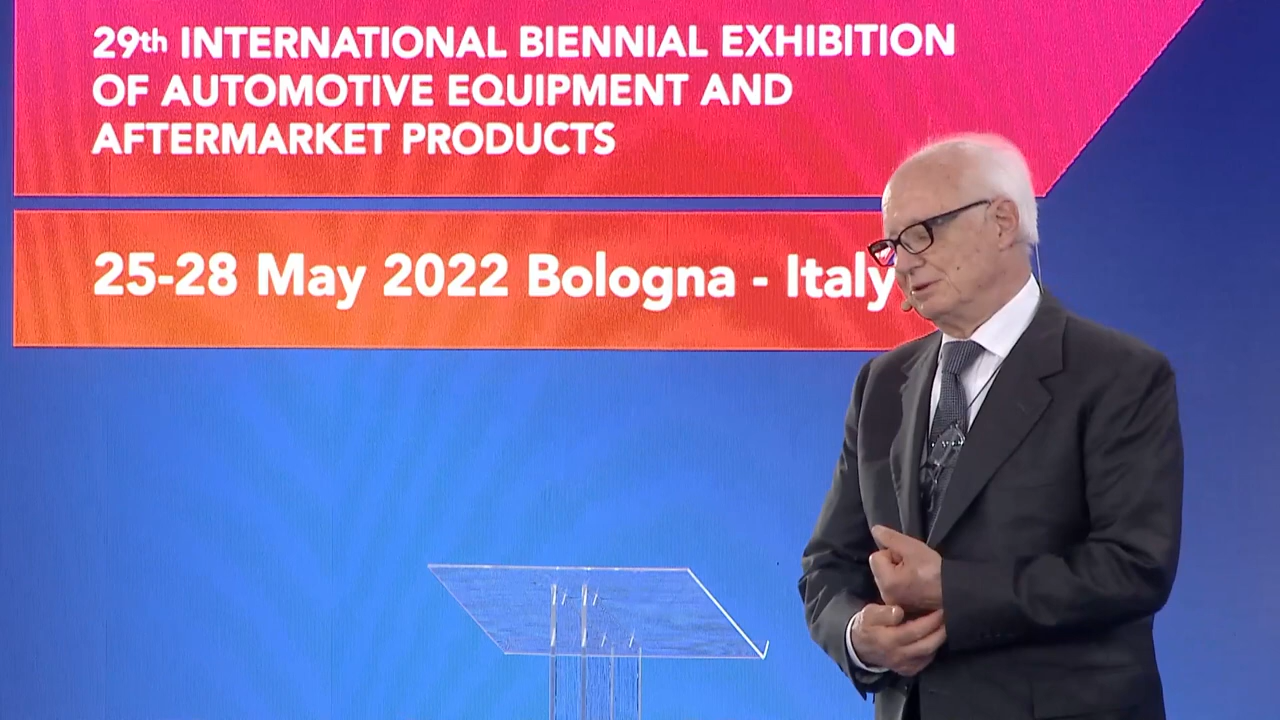 29th INTERNATIONAL BIENNIAL EXHIBITION
OF AUTOMOTIVE EQUIPMENT AND
AFTERMARKET PRODUCTS
25-28 May 2022 Bologna - Italy